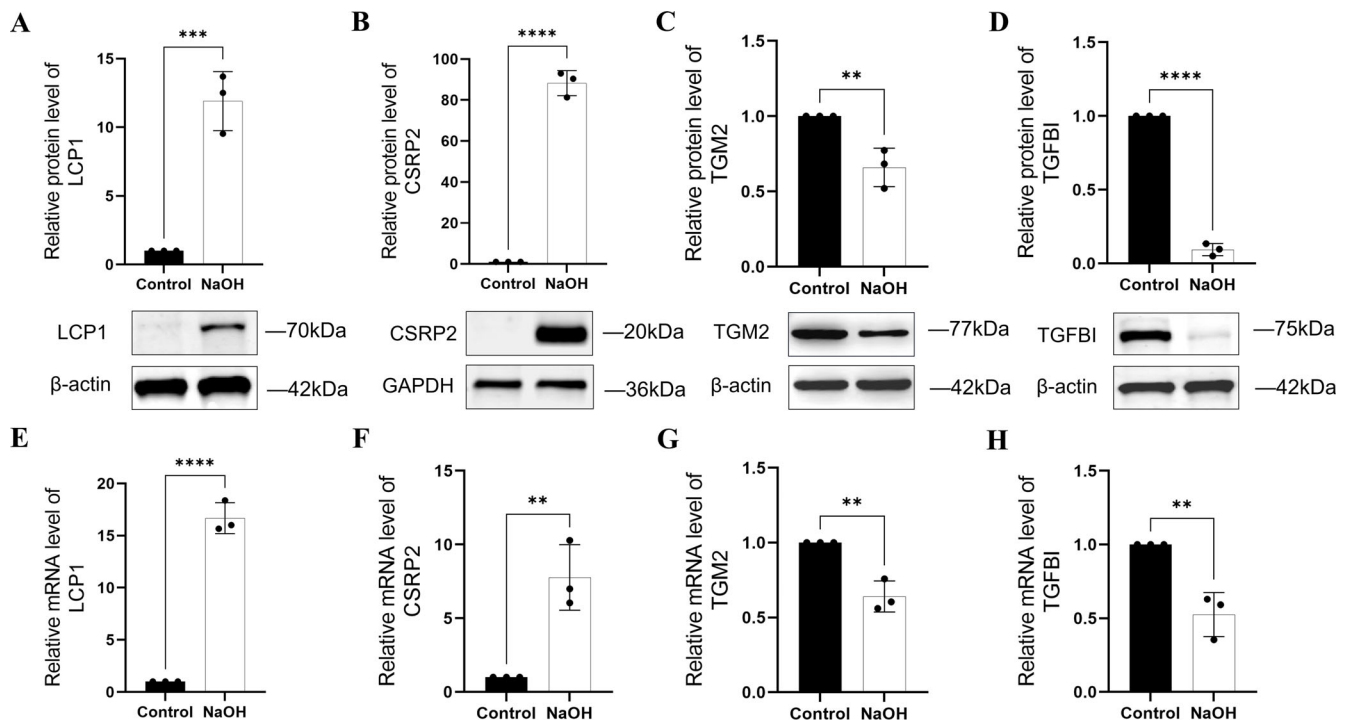 A
Relative protein level of
LCP1
15
10
5
0
***
Control NaOH
LCP1
—70kDa
β-actin
—42kDa
B
Relative protein level of
CSRP2
100
80
60
40
20
0
****
Control NaOH
CSRP2
—20kDa
GAPDH
—36kDa
C
Relative protein level of
TGM2
1.5
1.0
0.5
0.0
**
Control NaOH
TGM2
—77kDa
β-actin
—42kDa
D
Relative protein level of
TGFBI
1.5
1.0
0.5
0.0
****
Control NaOH
TGFBI
—75kDa
β-actin
—42kDa
E
Relative mRNA level of
LCP1
20
15
10
5
0
****
Control NaOH
F
Relative mRNA level of
CSRP2
15
10
5
0
**
Control NaOH
G
Relative mRNA level of
TGM2
1.5
1.0
0.5
0.0
**
Control NaOH
H
Relative mRNA level of
TGFBI
1.5
1.0
0.5
0.0
**
Control NaOH